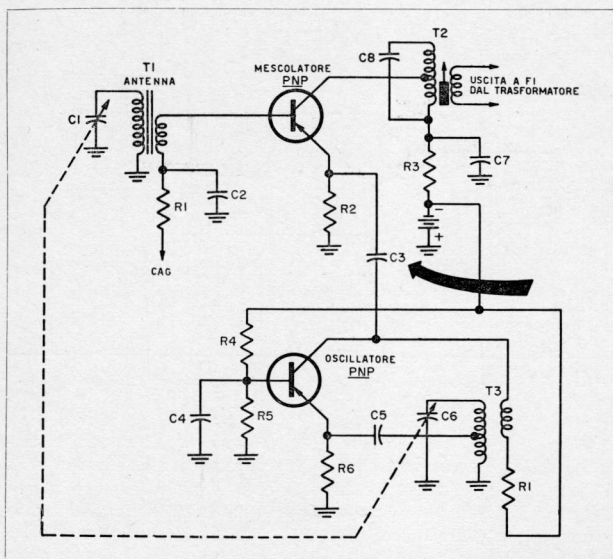 T1
ANTENNA
C1
R1
CAG
C2
MESCOLATORE
PNP
R2
C8
T2
USCITA A FI
DAL TRASFORMATORE
R3
C7
-
+
C3
R4
OSCILLATORE
PNP
C4
R5
R6
C5
C6
T3
R1